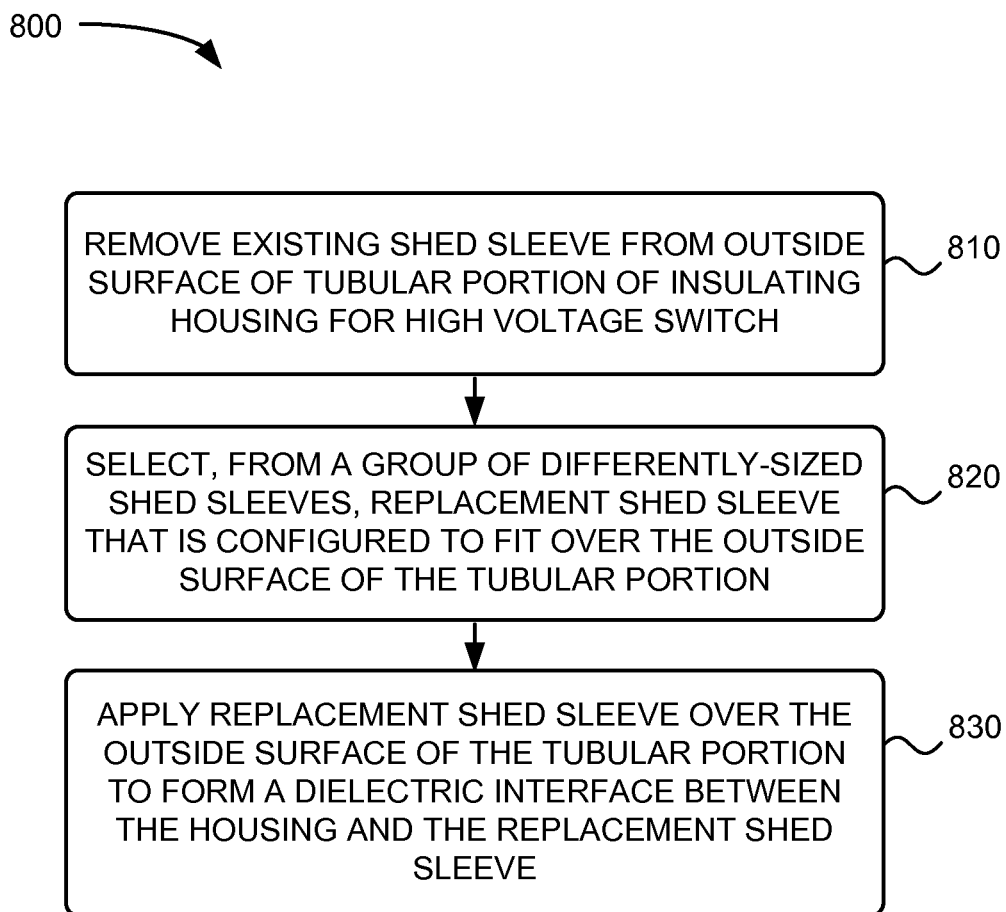 800
REMOVE EXISTING SHED SLEEVE FROM OUTSIDE
SURFACE OF TUBULAR PORTION OF INSULATING
HOUSING FOR HIGH VOLTAGE SWITCH
810
SELECT, FROM A GROUP OF DIFFERENTLY-SIZED
SHED SLEEVES, REPLACEMENT SHED SLEEVE
THAT IS CONFIGURED TO FIT OVER THE OUTSIDE
SURFACE OF THE TUBULAR PORTION
820
APPLY REPLACEMENT SHED SLEEVE OVER THE
OUTSIDE SURFACE OF THE TUBULAR PORTION
TO FORM A DIELECTRIC INTERFACE BETWEEN
THE HOUSING AND THE REPLACEMENT SHED
SLEEVE
830